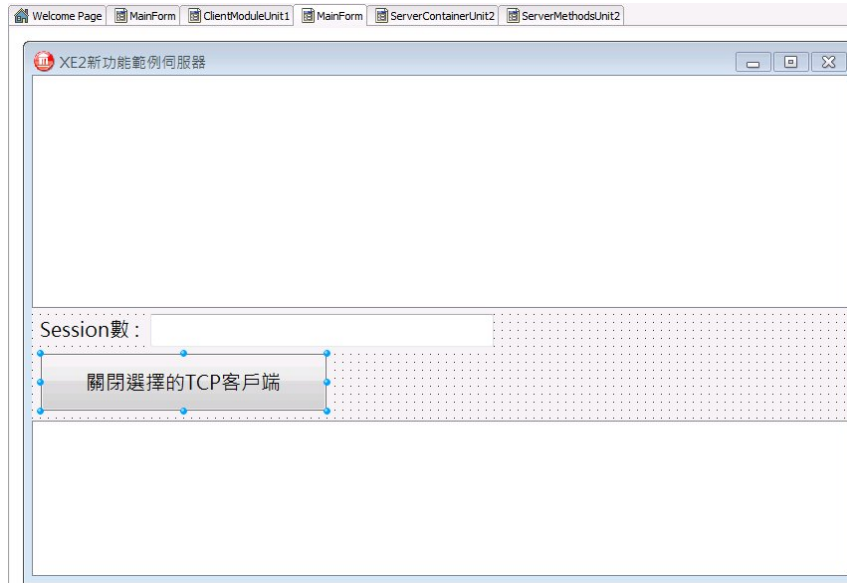 Welcome Page MainForm ClientModuleUnit1 MainForm ServerContainerUnit2 ServerMethodsUnit2
XE2新功能範例伺服器
Session數 :
關閉選擇的TCP客戶端